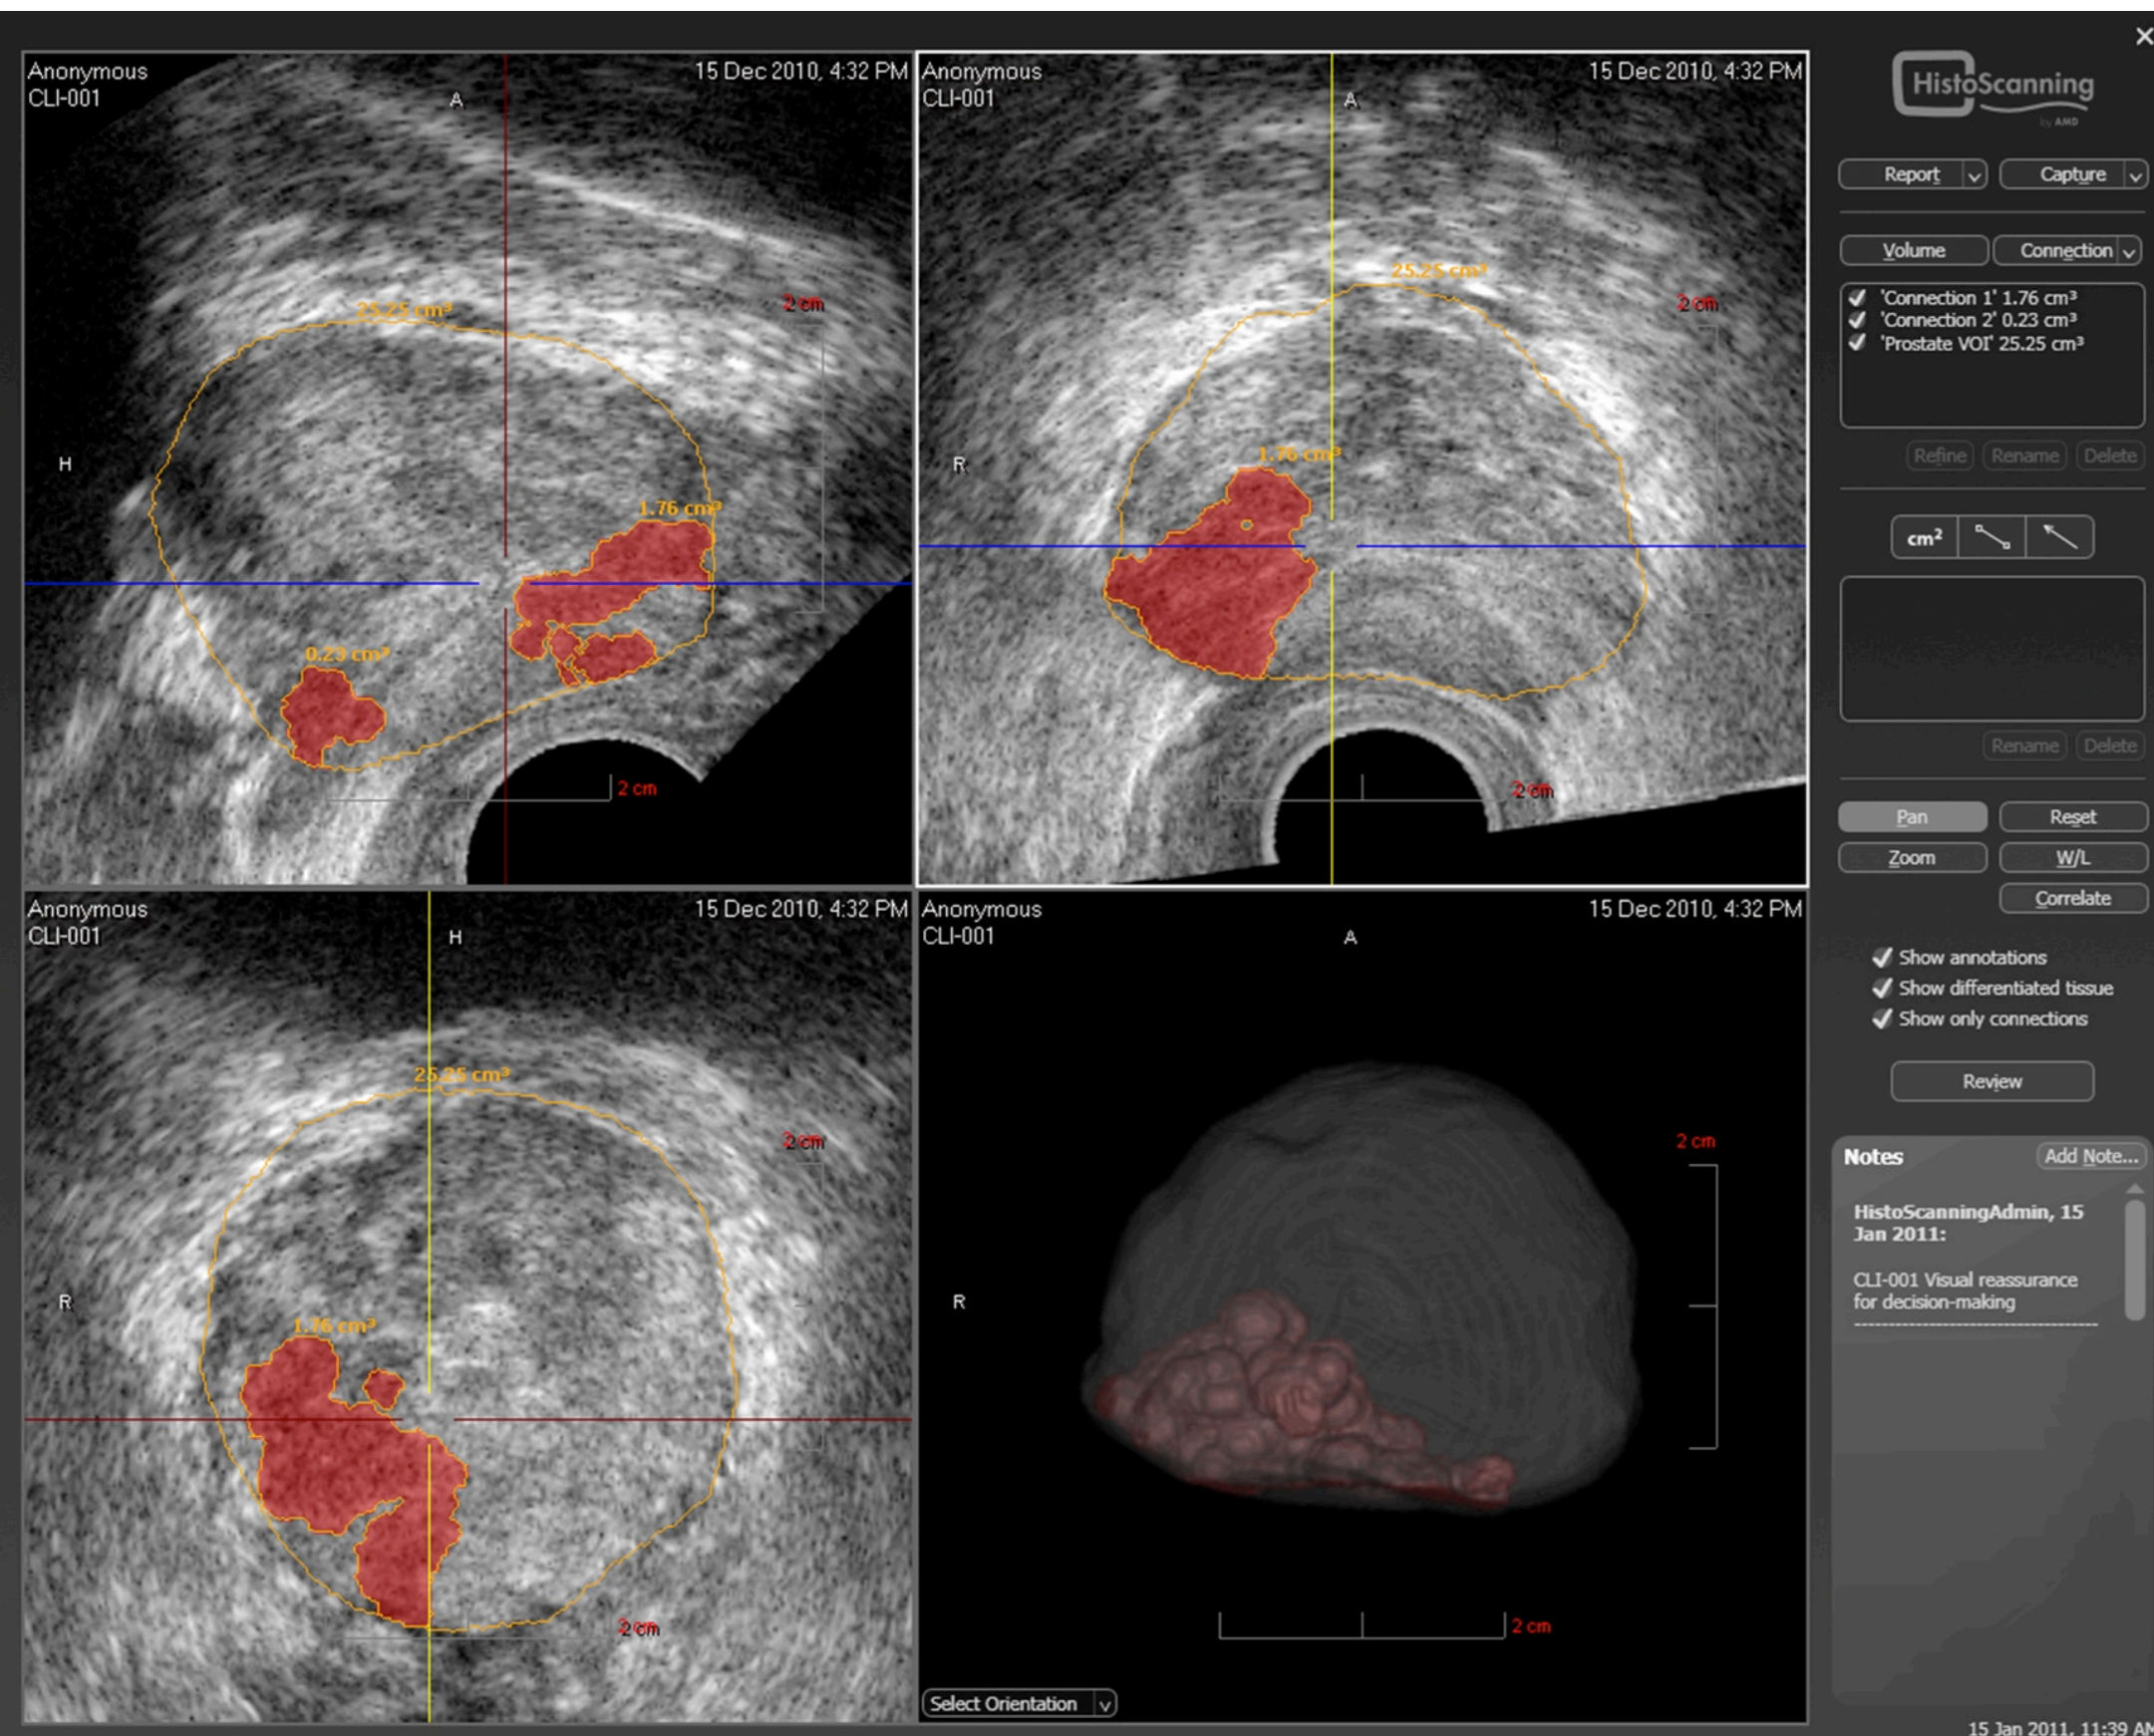 Anonymous
CLI-001
15 Dec 2010, 4:32 PM
A
H
25.25 cm³
2 cm
1.76 cm³
0.23 cm³
2 cm
Anonymous
CLI-001
15 Dec 2010, 4:32 PM
A
R
25.25 cm³
2 cm
1.76 cm³
2 cm
Anonymous
CLI-001
15 Dec 2010, 4:32 PM
H
R
25.25 cm³
2 cm
1.76 cm³
2 cm
Anonymous
CLI-001
15 Dec 2010, 4:32 PM
A
R
2 cm
2 cm
Select Orientation
HistoScanning
by AMD
Report
Capture
Volume
Connection
'Connection 1' 1.76 cm³
'Connection 2' 0.23 cm³
'Prostate VOI' 25.25 cm³
Refine Rename Delete
cm²
Rename Delete
Pan
Reset
Zoom
W/L
Correlate
Show annotations
Show differentiated tissue
Show only connections
Review
Notes
Add Note...
HistoScanningAdmin, 15
Jan 2011:
CLI-001 Visual reassurance
for decision-making
--------------------------------
15 Jan 2011, 11:39